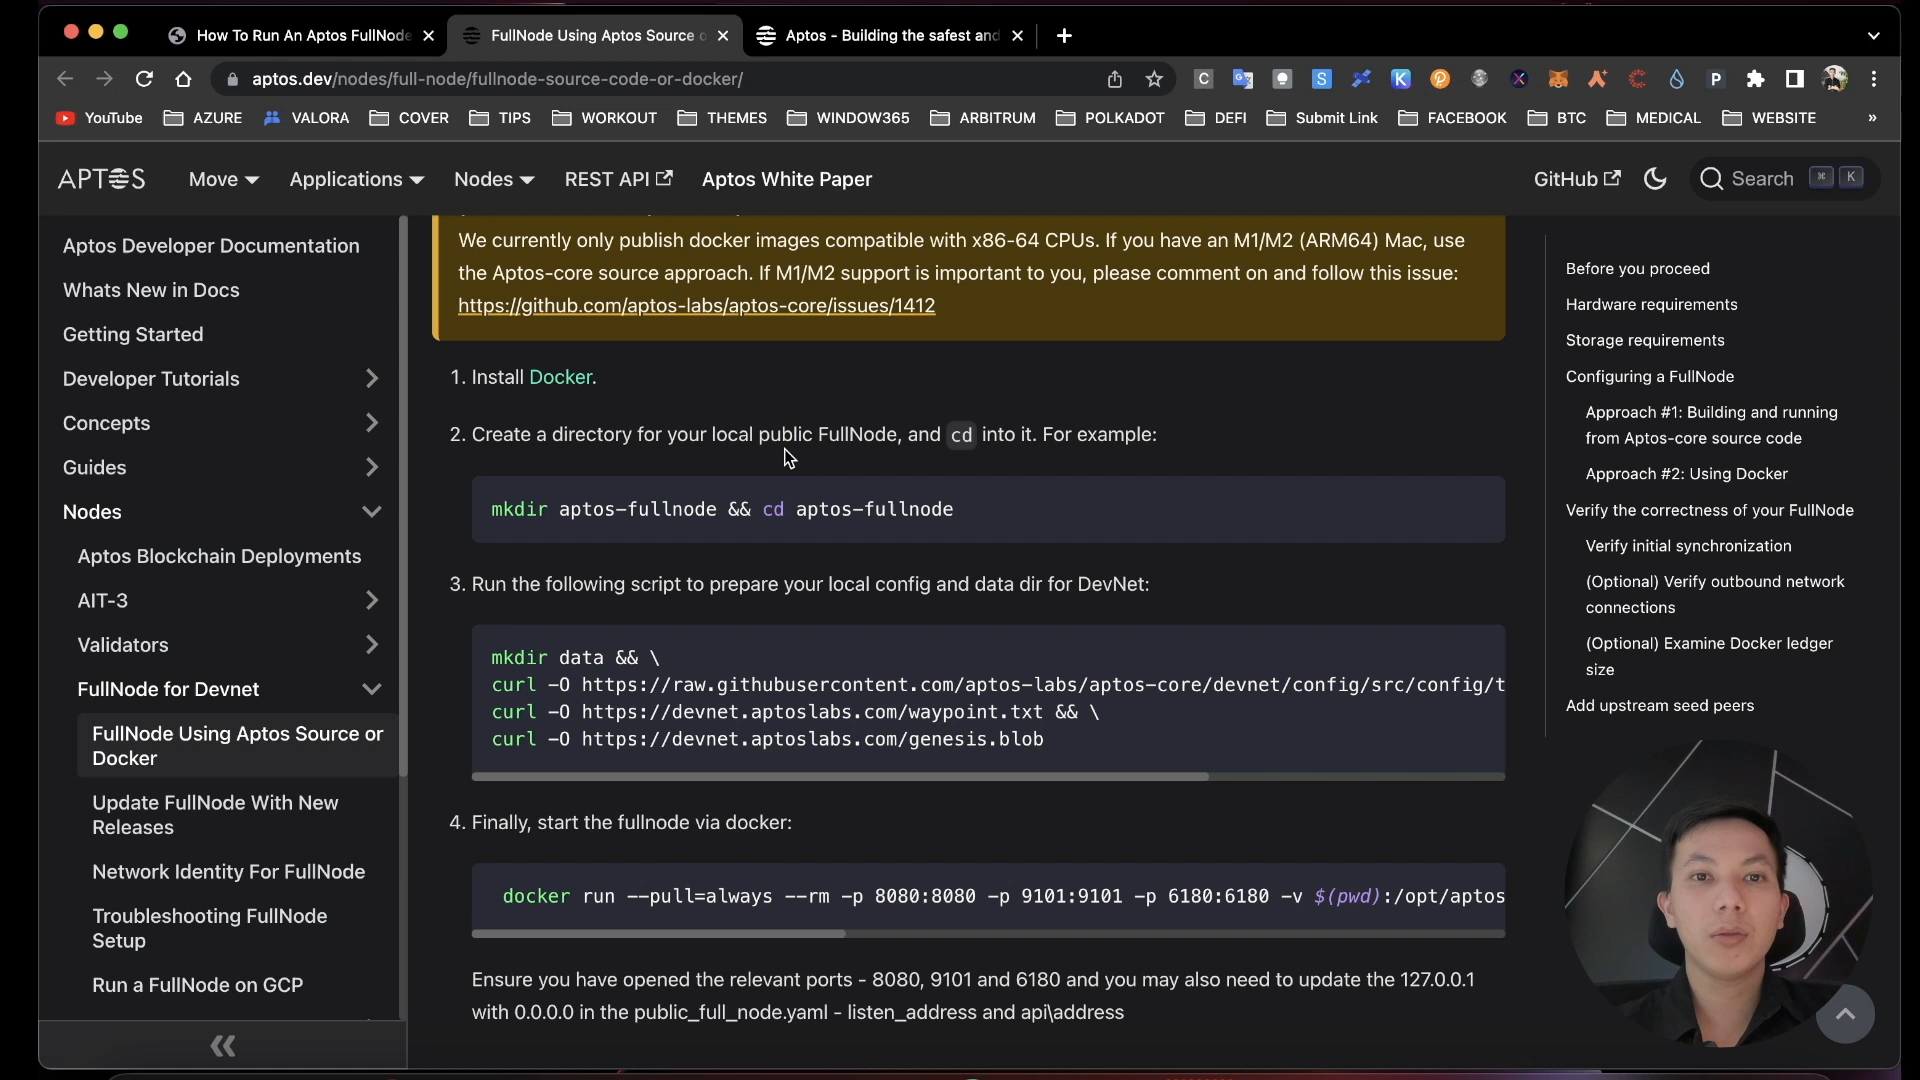 How To Run An Aptos FullNode
FullNode Using Aptos Source o
Aptos - Building the safest and
aptos.dev/nodes/full-node/fullnode-source-code-or-docker/
YouTube AZURE VALORA COVER TIPS WORKOUT THEMES WINDOW365 ARBITRUM POLKADOT DEFI Submit Link FACEBOOK BTC MEDICAL WEBSITE »
APTOS Move Applications Nodes REST API Aptos White Paper GitHub Search ⌘ K
Aptos Developer Documentation
Whats New in Docs
Getting Started
Developer Tutorials
Concepts
Guides
Nodes
Aptos Blockchain Deployments
AIT-3
Validators
FullNode for Devnet
FullNode Using Aptos Source or
Docker
Update FullNode With New
Releases
Network Identity For FullNode
Troubleshooting FullNode
Setup
Run a FullNode on GCP
We currently only publish docker images compatible with x86-64 CPUs. If you have an M1/M2 (ARM64) Mac, use
the Aptos-core source approach. If M1/M2 support is important to you, please comment on and follow this issue:
https://github.com/aptos-labs/aptos-core/issues/1412
1. Install Docker.
2. Create a directory for your local public FullNode, and cd into it. For example:
mkdir aptos-fullnode && cd aptos-fullnode
3. Run the following script to prepare your local config and data dir for DevNet:
mkdir data && \
curl -O https://raw.githubusercontent.com/aptos-labs/aptos-core/devnet/config/src/config/t
curl -O https://devnet.aptoslabs.com/waypoint.txt && \
curl -O https://devnet.aptoslabs.com/genesis.blob
4. Finally, start the fullnode via docker:
docker run --pull=always --rm -p 8080:8080 -p 9101:9101 -p 6180:6180 -v $(pwd):/opt/aptos
Ensure you have opened the relevant ports - 8080, 9101 and 6180 and you may also need to update the 127.0.0.1
with 0.0.0.0 in the public_full_node.yaml - listen_address and api\address
Before you proceed
Hardware requirements
Storage requirements
Configuring a FullNode
Approach #1: Building and running
from Aptos-core source code
Approach #2: Using Docker
Verify the correctness of your FullNode
Verify initial synchronization
(Optional) Verify outbound network
connections
(Optional) Examine Docker ledger
size
Add upstream seed peers